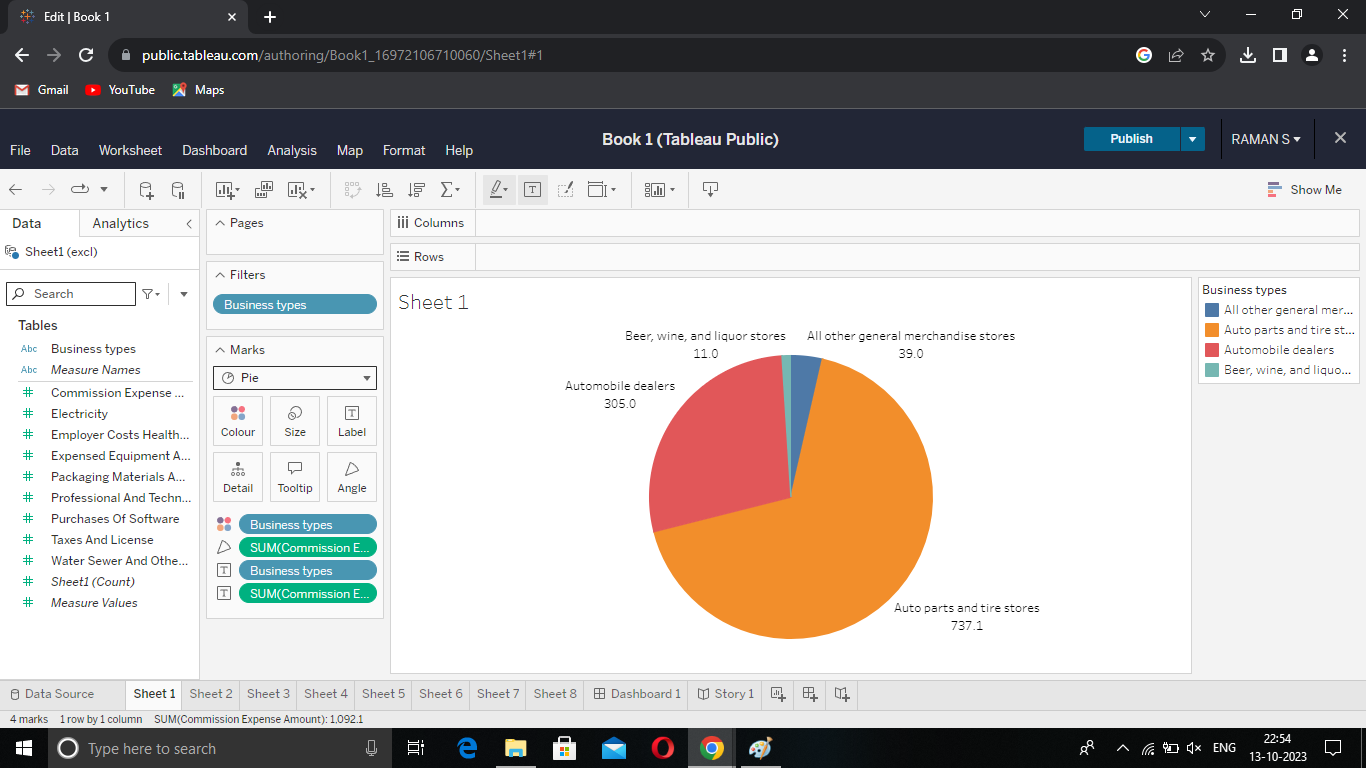 Edit | Book 1
public.tableau.com/authoring/Book1_16972106710060/Sheet1#1
Gmail YouTube Maps
Book 1 (Tableau Public)
Publish
RAMAN S
File Data Worksheet Dashboard Analysis Map Format Help
Show Me
Data Analytics
Sheet1 (excl)
Search
Tables
Abc Business types
Abc Measure Names
Commission Expense ...
Electricity
Employer Costs Health...
Expensed Equipment A...
Packaging Materials A...
Professional And Techn...
Purchases Of Software
Taxes And License
Water Sewer And Othe...
Sheet1 (Count)
Measure Values
Pages
Filters
Business types
Marks
Pie
Colour Size Label
Detail Tooltip Angle
Business types
SUM(Commission E...
Business types
SUM(Commission E...
Columns
Rows
Sheet 1
Beer, wine, and liquor stores
11.0
All other general merchandise stores
39.0
Automobile dealers
305.0
Auto parts and tire stores
737.1
Business types
All other general mer...
Auto parts and tire st...
Automobile dealers
Beer, wine, and liquo...
Data Source Sheet 1 Sheet 2 Sheet 3 Sheet 4 Sheet 5 Sheet 6 Sheet 7 Sheet 8 Dashboard 1 Story 1
4 marks 1 row by 1 column SUM(Commission Expense Amount): 1,092.1
Type here to search
ENG
22:54
13-10-2023